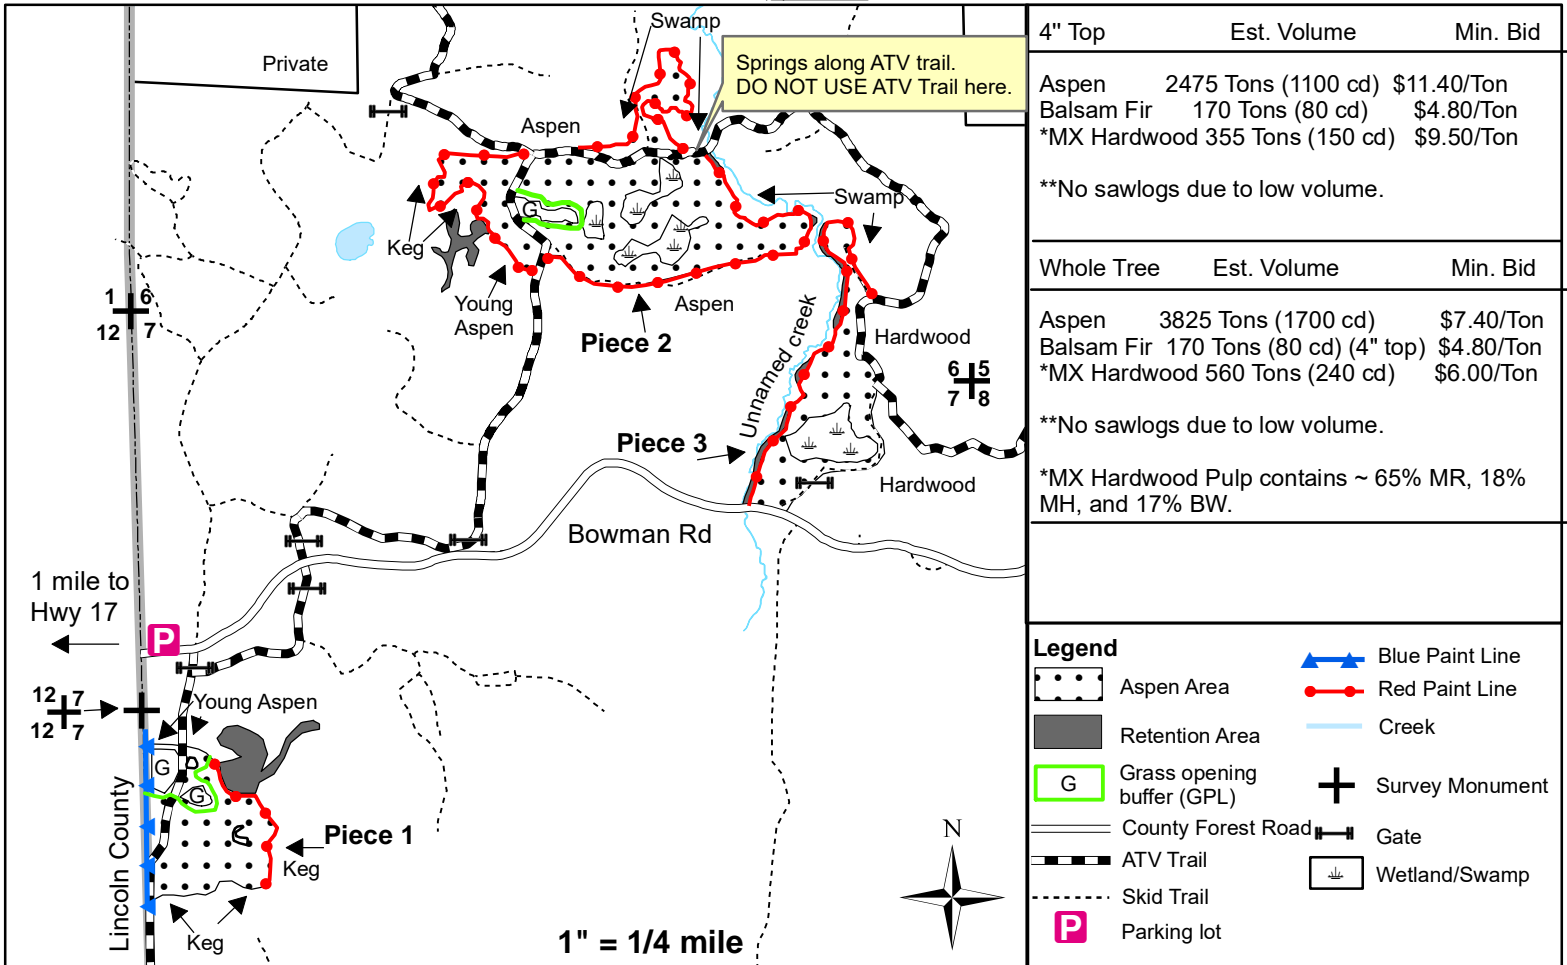 Private
Swamp
Springs along ATV trail.
DO NOT USE ATV Trail here.
Aspen
Swamp
G
Keg
Young
Aspen
Aspen
Piece 2
1 6
12 7
Unnamed creek
Hardwood
6 5
7 8
Piece 3
Hardwood
Bowman Rd
1 mile to
Hwy 17
P
12 7
12 7
Young Aspen
G
G
Lincoln County
Piece 1
Keg
Keg
1" = 1/4 mile
N
4" Top Est. Volume Min. Bid
Aspen 2475 Tons (1100 cd) $11.40/Ton
Balsam Fir 170 Tons (80 cd) $4.80/Ton
*MX Hardwood 355 Tons (150 cd) $9.50/Ton
**No sawlogs due to low volume.
Whole Tree Est. Volume Min. Bid
Aspen 3825 Tons (1700 cd) $7.40/Ton
Balsam Fir 170 Tons (80 cd) (4" top) $4.80/Ton
*MX Hardwood 560 Tons (240 cd) $6.00/Ton
**No sawlogs due to low volume.
*MX Hardwood Pulp contains ~ 65% MR, 18%
MH, and 17% BW.
Legend
Aspen Area
Retention Area
G
Grass opening
buffer (GPL)
County Forest Road
ATV Trail
Skid Trail
P
Parking lot
Blue Paint Line
Red Paint Line
Creek
Survey Monument
Gate
Wetland/Swamp